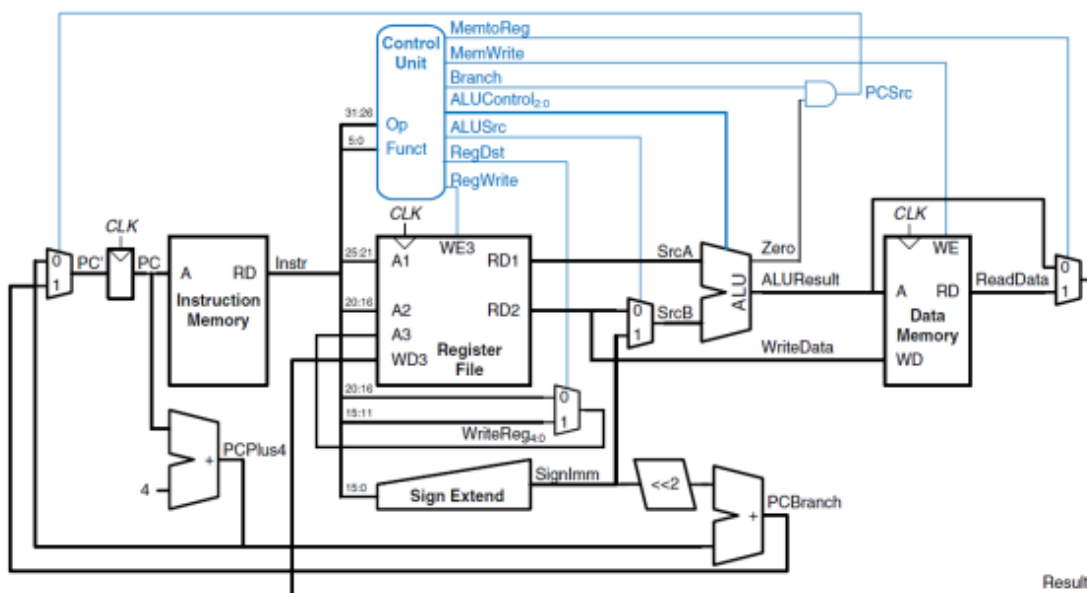 MemtoReg
Control
Unit
MemWrite
Branch
ALUControl2:0
PCSrc
31:26
Op
ALUSrc
5:0
Funct
RegDst
RegWrite
CLK
CLK
CLK
WE3
WE
0
1
PC'
PC
A
RD
Instr
Instruction
Memory
25:21
A1
RD1
SrcA
Zero
ALU
ALUResult
A
RD
ReadData
0
1
20:16
A2
RD2
0
1
SrcB
Data
Memory
A3
WD3
Register
File
WriteData
WD
20:16
0
15:11
1
WriteReg4:0
PCPlus4
+
4
15:0
Sign Extend
SignImm
<<2
+
PCBranch
Result